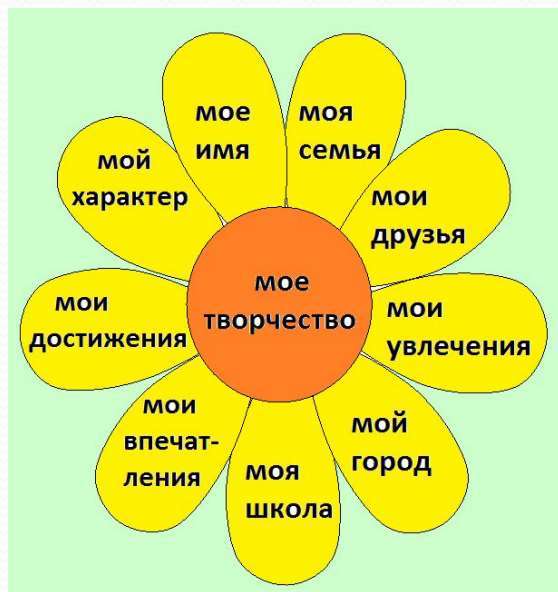 мое
имя
моя
семья
мои
друзья
мои
увлечения
мой
город
моя
школа
мои
впечат-
ления
мои
достижения
мой
характер
мое
творчество